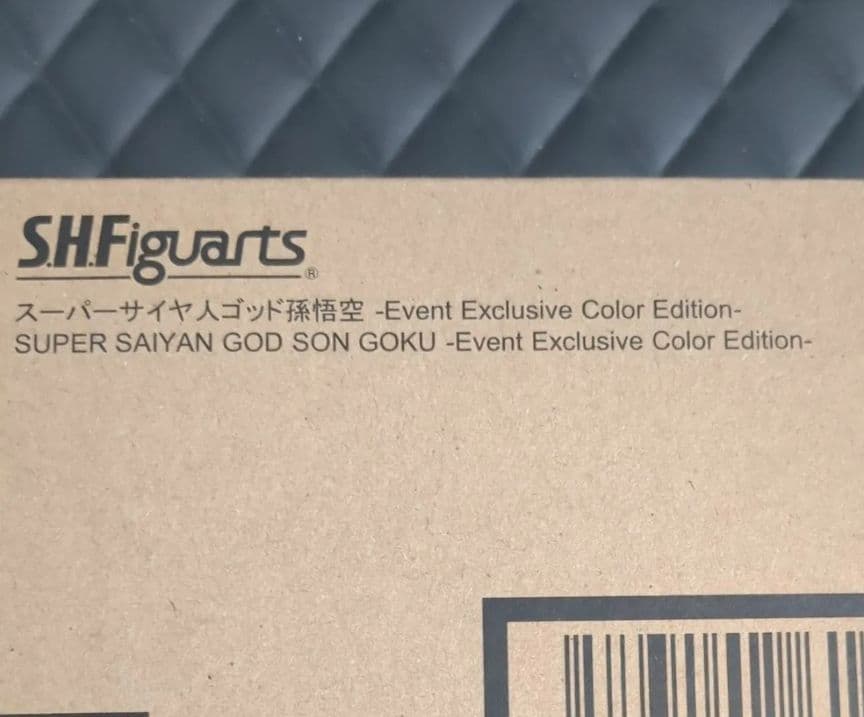 S.H.Figuarts®
スーパーサイヤ人ゴッド孫悟空 -Event Exclusive Color Edition-
SUPER SAIYAN GOD SON GOKU -Event Exclusive Color Edition-